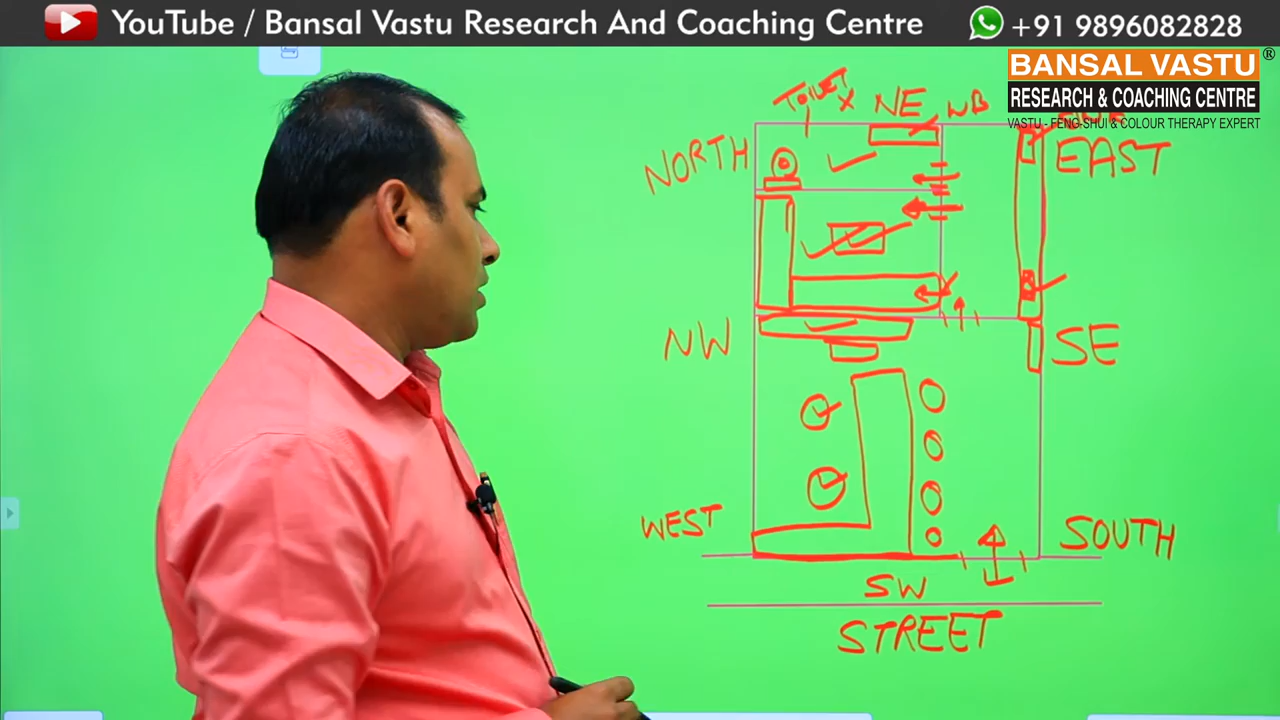 YouTube / Bansal Vastu Research And Coaching Centre
+91 9896082828
BANSAL VASTU®
RESEARCH & COACHING CENTRE
VASTU - FENG-SHUI & COLOUR THERAPY EXPERT
TOILET X NE WB
NORTH
EAST
NW
SE
WEST
SOUTH
SW
STREET